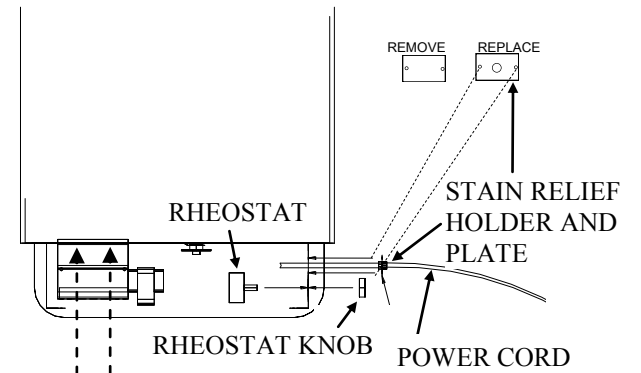 REMOVE REPLACE
STAIN RELIEF
HOLDER AND
PLATE
RHEOSTAT
RHEOSTAT KNOB
POWER CORD